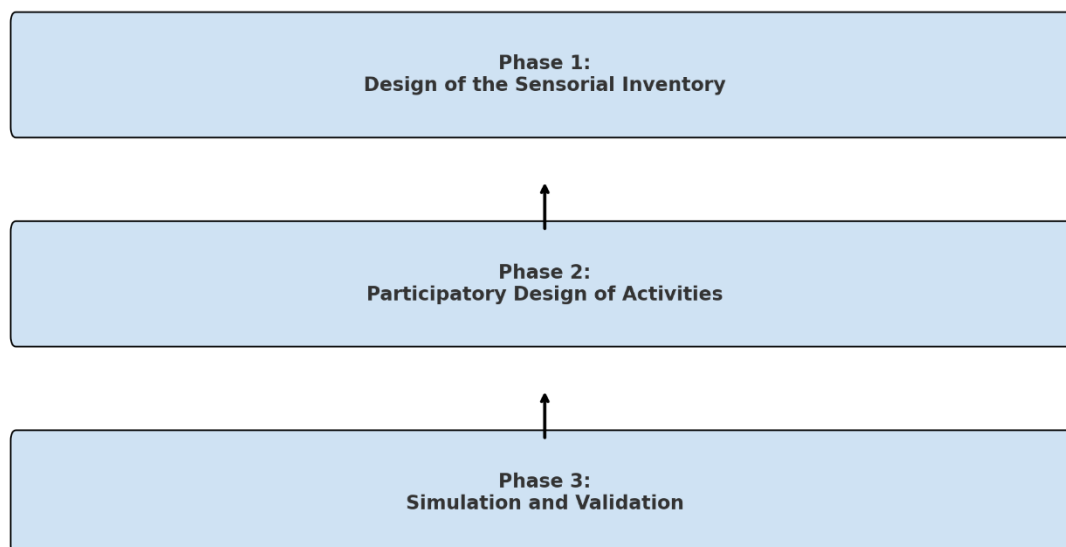 Phase 1:
Design of the Sensorial Inventory
Phase 2:
Participatory Design of Activities
Phase 3:
Simulation and Validation